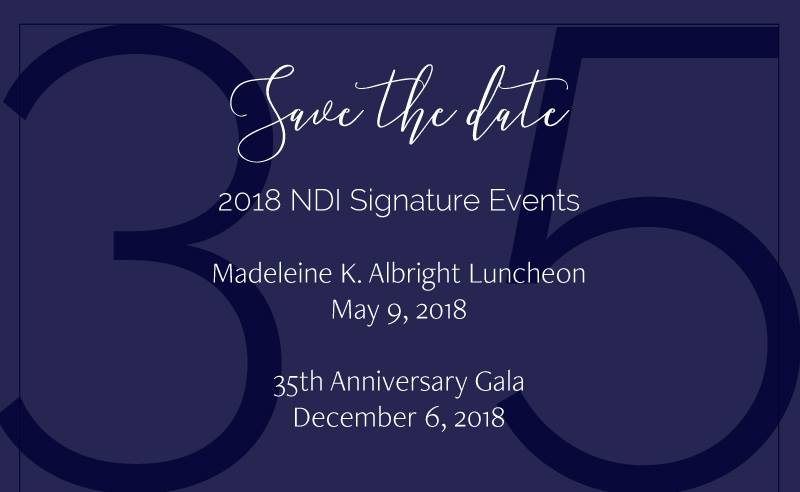 35
Save the date
2018 NDI Signature Events
Madeleine K. Albright Luncheon
May 9, 2018
35th Anniversary Gala
December 6, 2018